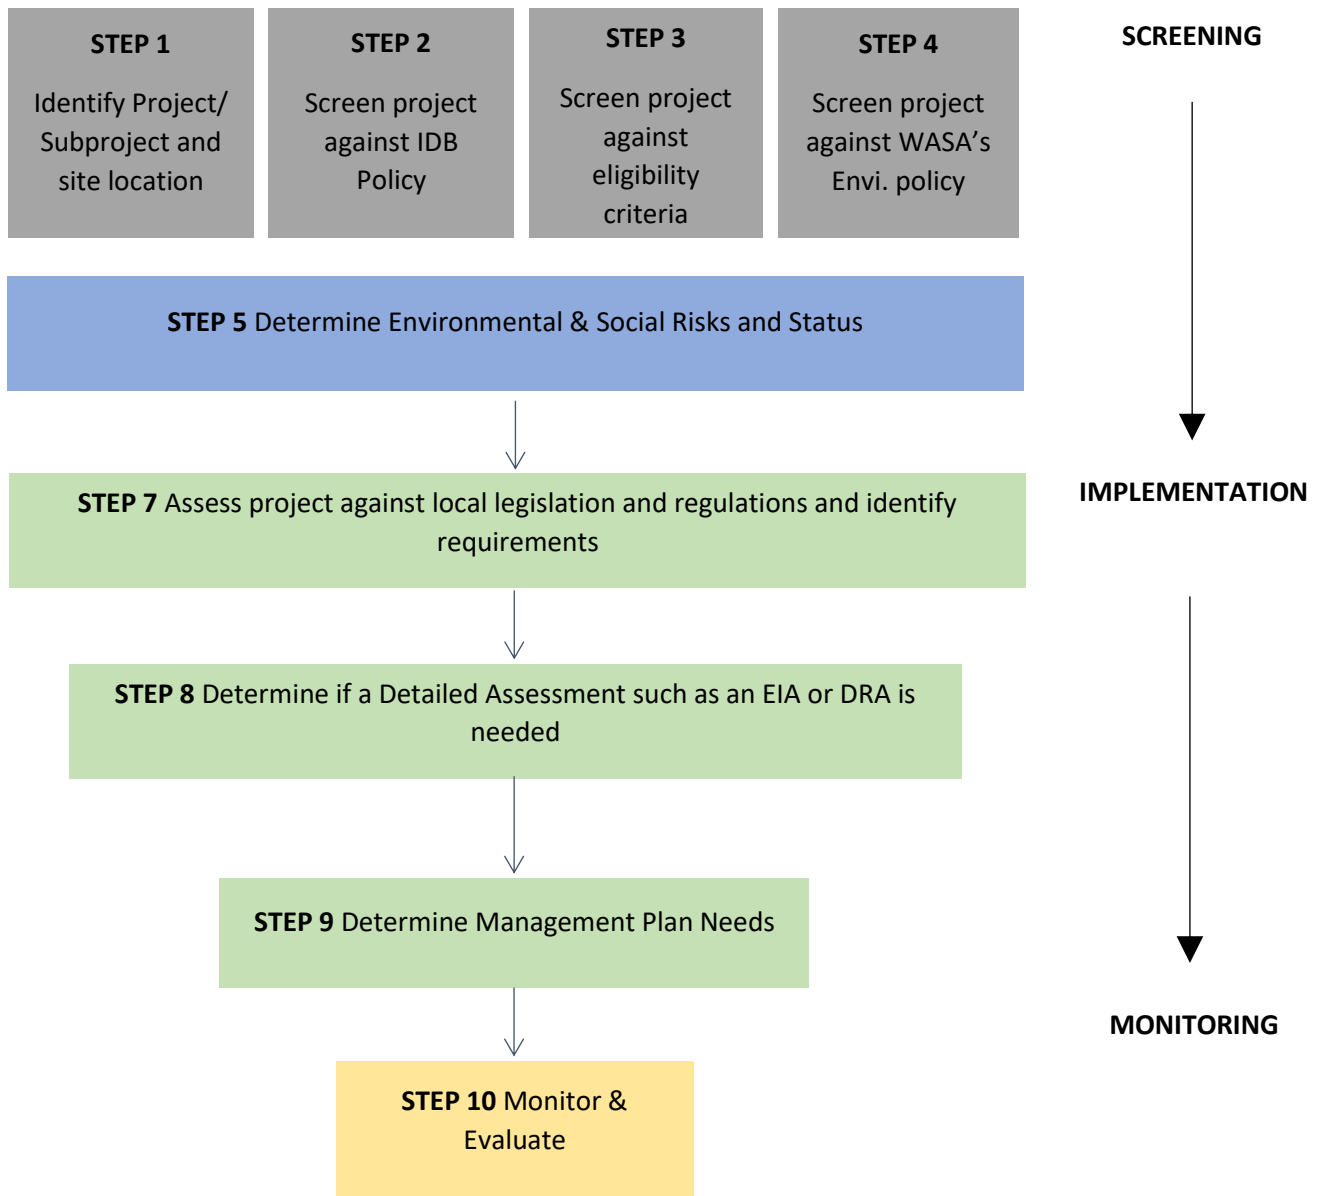 STEP 1
Identify Project/
Subproject and
site location
STEP 2
Screen project
against IDB
Policy
STEP 3
Screen project
against
eligibility
criteria
STEP 4
Screen project
against WASA’s
Envi. policy
SCREENING
STEP 5 Determine Environmental & Social Risks and Status
STEP 7 Assess project against local legislation and regulations and identify
requirements
IMPLEMENTATION
STEP 8 Determine if a Detailed Assessment such as an EIA or DRA is
needed
STEP 9 Determine Management Plan Needs
MONITORING
STEP 10 Monitor &
Evaluate